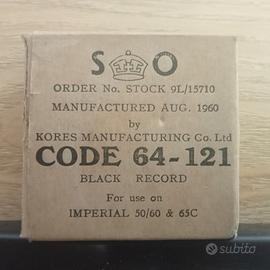 S O
ORDER No. STOCK 9L/15710
MANUFACTURED AUG. 1960
by
KORES MANUFACTURING Co. Ltd
CODE 64-121
BLACK RECORD
For use on
IMPERIAL 50/60 & 65C
subito